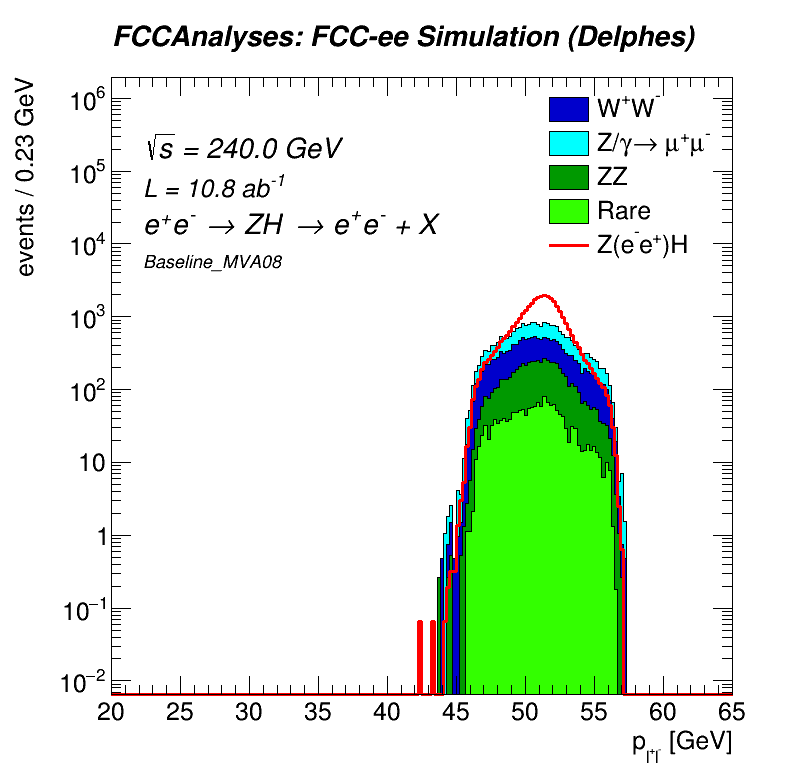 FCCAnalyses: FCC-ee Simulation (Delphes)
events / 0.23 GeV
10⁶
10⁵
10⁴
10³
10²
10
1
10⁻¹
10⁻²
√s = 240.0 GeV
L = 10.8 ab⁻¹
e⁺e⁻ → ZH → e⁺e⁻ + X
Baseline_MVA08
W⁺W⁻
Z/γ→ μ⁺μ⁻
ZZ
Rare
Z(e⁻e⁺)H
20 25 30 35 40 45 50 55 60 65
p_l⁺l⁻ [GeV]